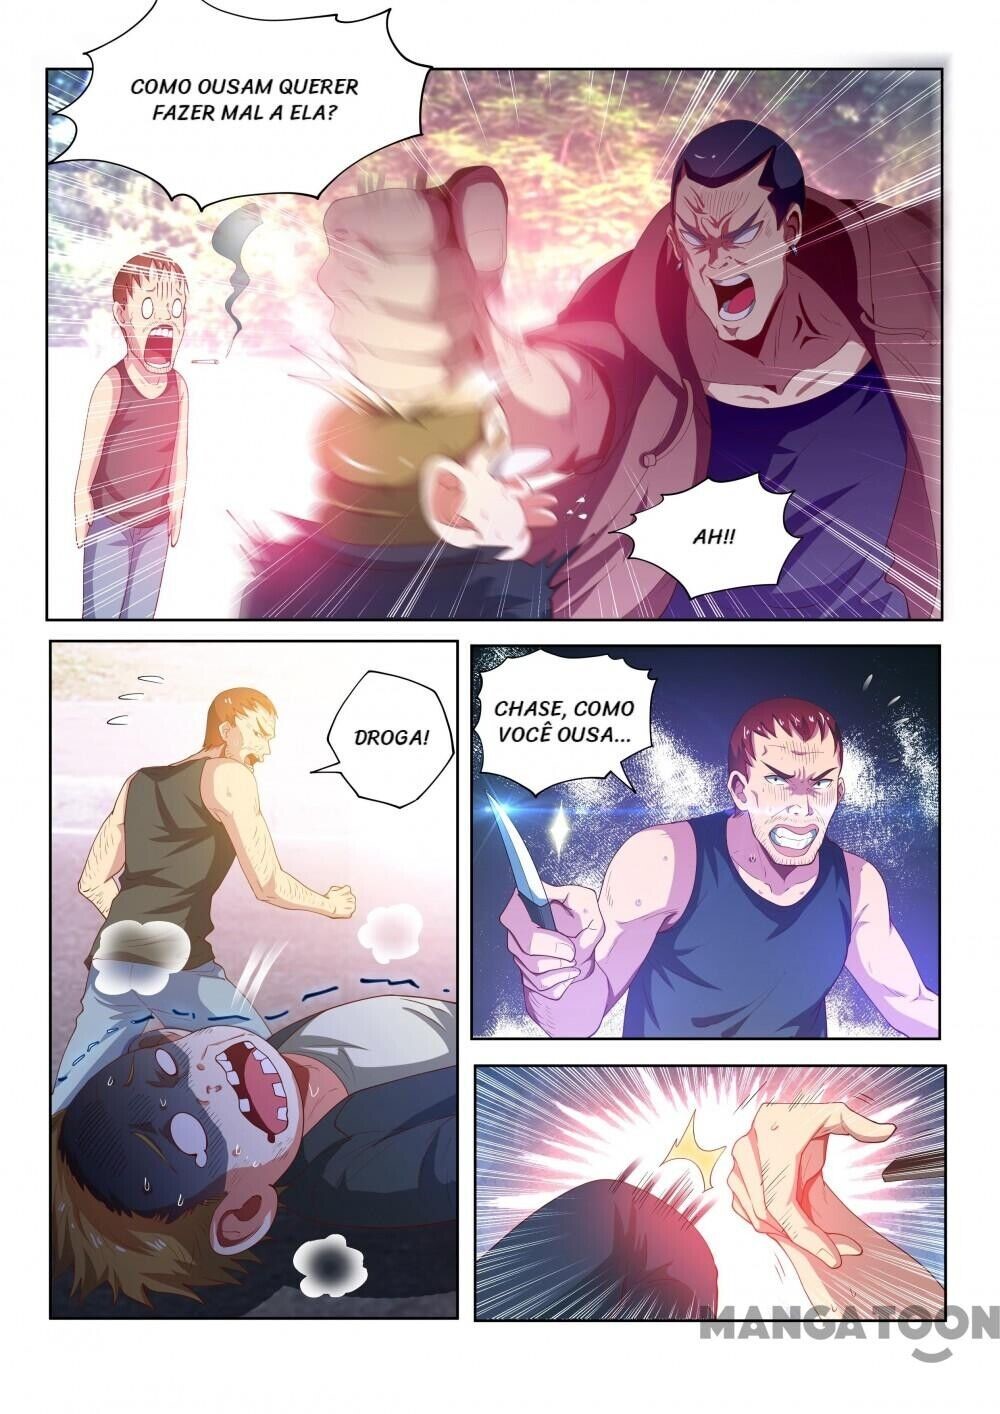 COMO OUSAM QUERER
FAZER MAL A ELA?
AH!!
DROGA!
CHASE, COMO
VOCÊ OUSA...
MANGATOON